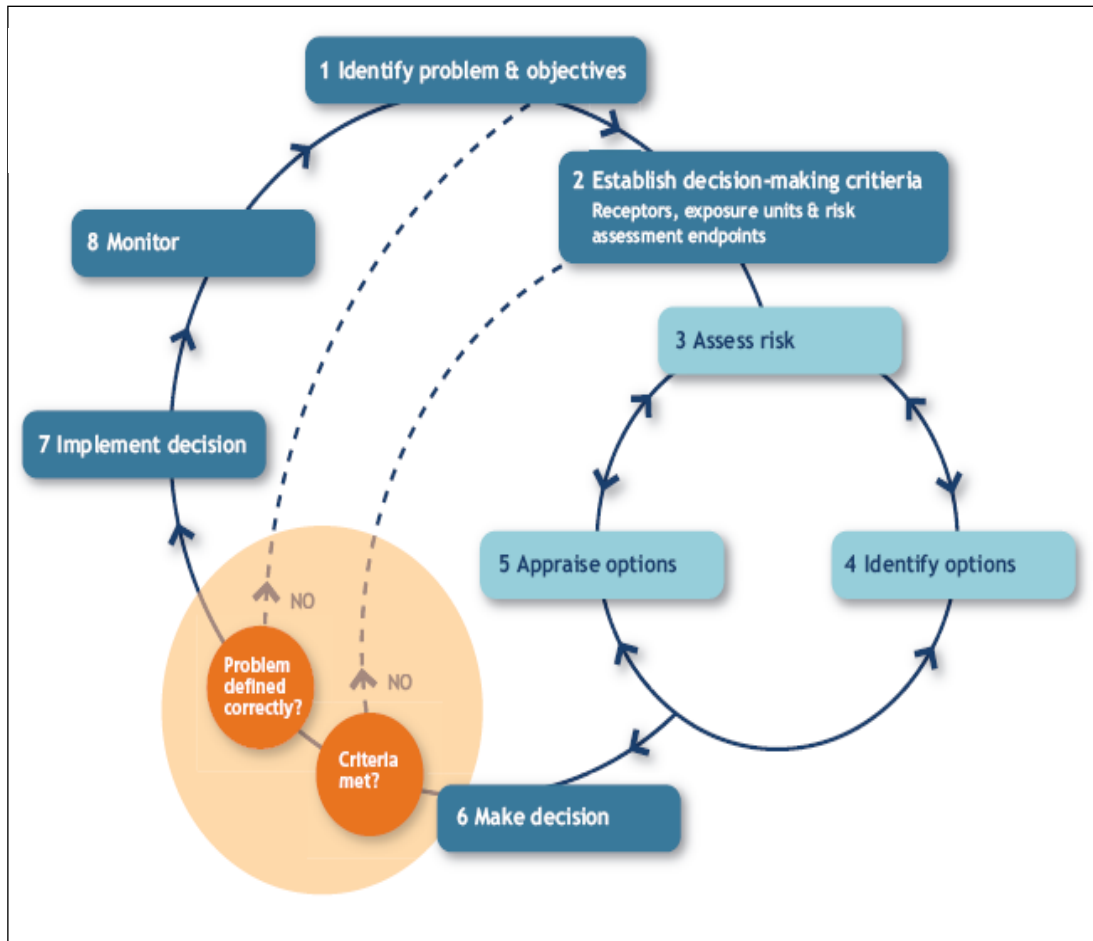 1 Identify problem & objectives
2 Establish decision-making critieria
Receptors, exposure units & risk
assessment endpoints
8 Monitor
3 Assess risk
7 Implement decision
5 Appraise options
4 Identify options
NO
Problem
defined
correctly?
NO
Criteria
met?
6 Make decision